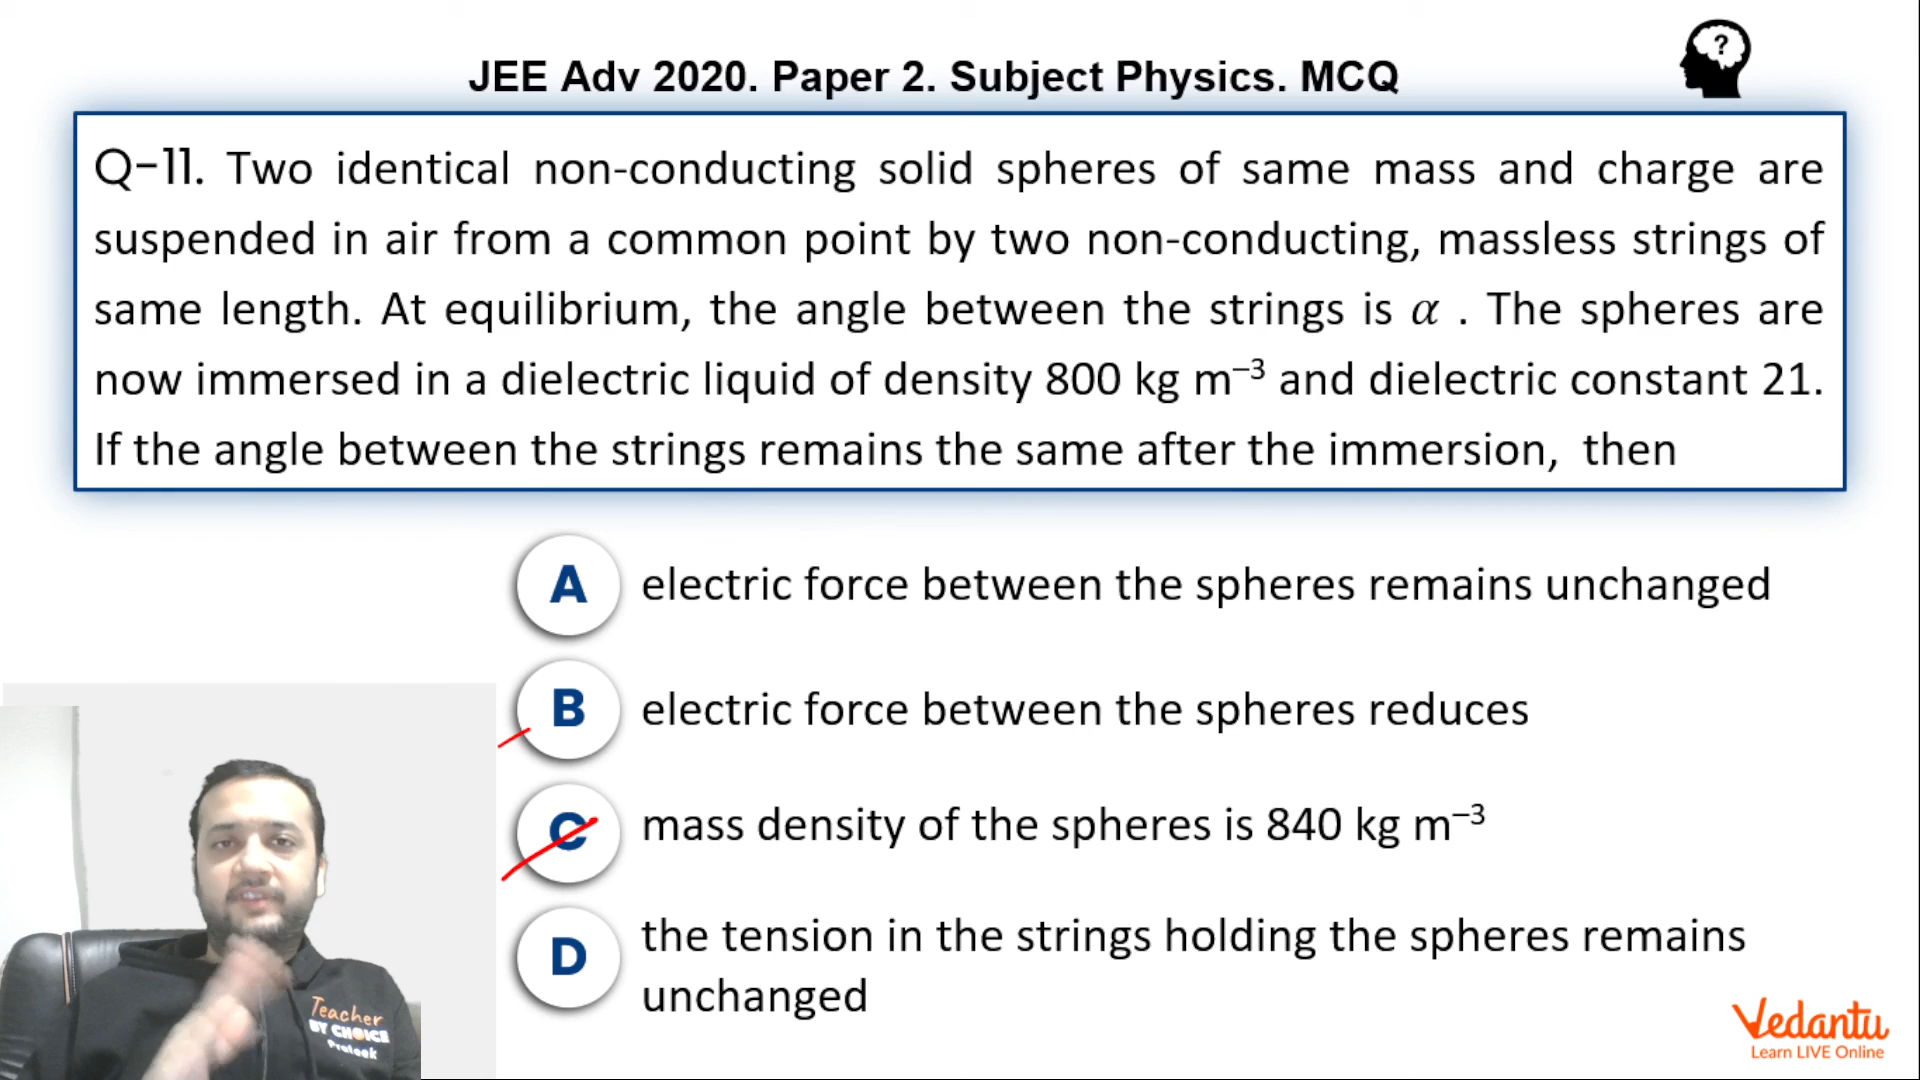 JEE Adv 2020. Paper 2. Subject Physics. MCQ
?
Q-11. Two identical non-conducting solid spheres of same mass and charge are
suspended in air from a common point by two non-conducting, massless strings of
same length. At equilibrium, the angle between the strings is α . The spheres are
now immersed in a dielectric liquid of density 800 kg m⁻³ and dielectric constant 21.
If the angle between the strings remains the same after the immersion, then
A electric force between the spheres remains unchanged
B electric force between the spheres reduces
C mass density of the spheres is 840 kg m⁻³
D the tension in the strings holding the spheres remains
unchanged
Teacher
BY CHOICE
Prateek
Vedantu
Learn LIVE Online